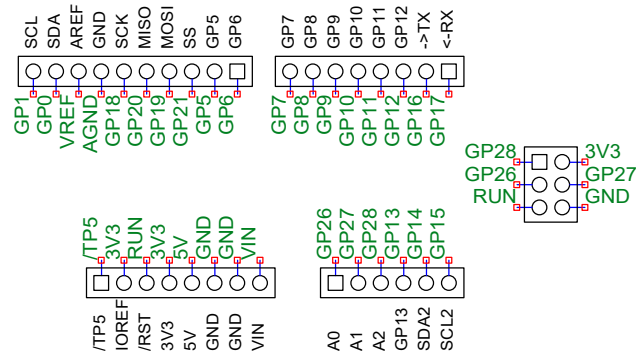 SCL SDA AREF GND SCK MISO MOSI SS GP5 GP6
GP7 GP8 GP9 GP10 GP11 GP12 ->TX <-RX
GP1 GP0 VREF AGND GP18 GP20 GP19 GP21 GP5 GP6
GP7 GP8 GP9 GP10 GP11 GP12 GP16 GP17
GP28 3V3
GP26 GP27
RUN GND
/TP5 3V3 RUN 3V3 5V GND GND VIN
GP26 GP27 GP28 GP13 GP14 GP15
/TP5 IOREF /RST 3V3 5V GND GND VIN
A0 A1 A2 GP13 SDA2 SCL2